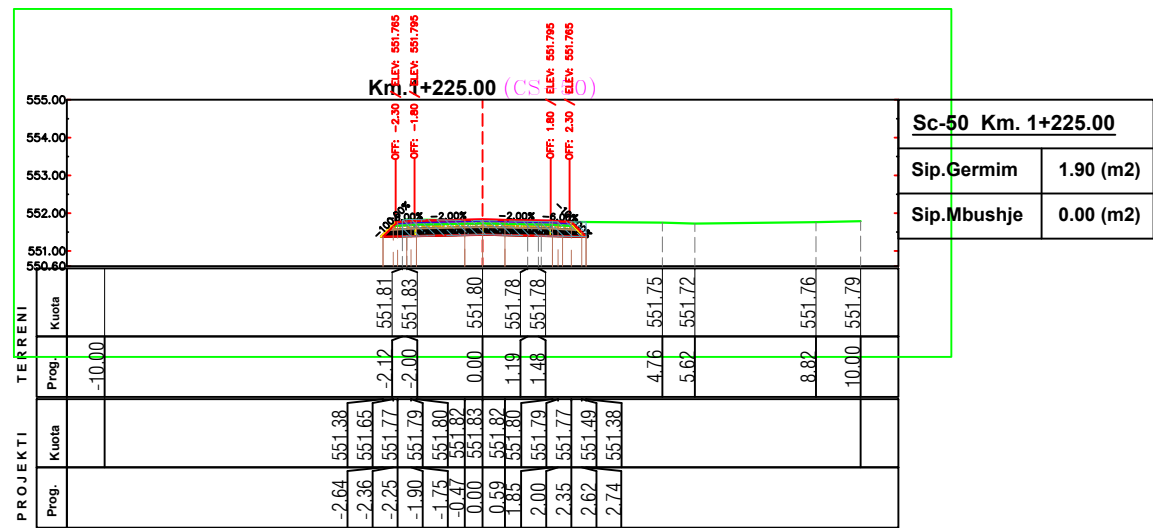 OFF: -2.30 / ELEV: 551.765
OFF: -1.80 / ELEV: 551.795
OFF: 1.80 / ELEV: 551.795
OFF: 2.30 / ELEV: 551.765
Km.1+225.00
555.00
554.00
553.00
552.00
551.00
550.60
-2.00% -2.00%
Sc-50 Km. 1+225.00
Sip.Germim 1.90 (m2)
Sip.Mbushje 0.00 (m2)
TERRENI
Kuota 551.81 551.83 551.80 551.78 551.78 551.75 551.72 551.76 551.79
Prog. -10.00 -2.12 -2.00 0.00 1.19 1.48 4.76 5.62 8.82 10.00
PROJEKTI
Kuota 551.38 551.65 551.77 551.79 551.80 551.82 551.83 551.82 551.80 551.79 551.77 551.49 551.38
Prog. -2.64 -2.36 -2.25 -1.90 -1.75 -0.47 0.00 0.59 1.85 2.00 2.35 2.62 2.74